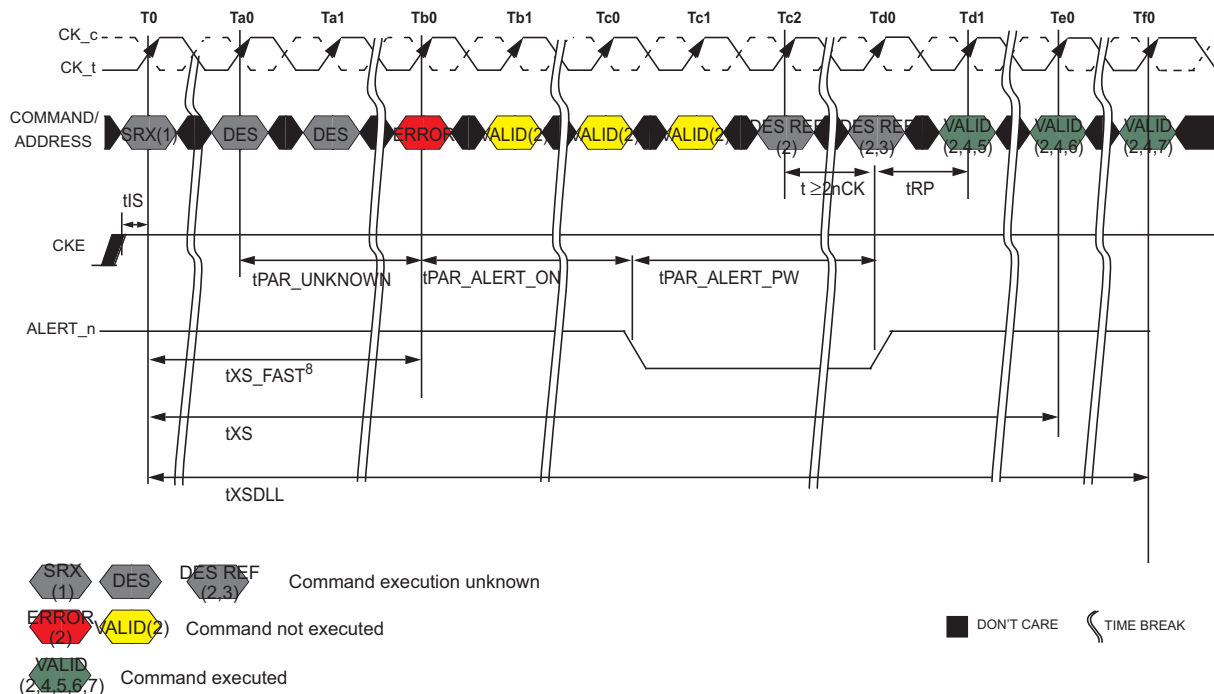 T0 Ta0 Ta1 Tb0 Tb1 Tc0 Tc1 Tc2 Td0 Td1 Te0 Tf0
CK_c
CK_t
COMMAND/
ADDRESS
SRX(1) DES DES ERROR VALID(2 VALID(2 VALID(2 DES REF
(2) DES REF
(2,3) VALID
(2,4,5) VALID
(2,4,6) VALID
(2,4,7)
t ≥2nCK tRP
tIS
CKE
tPAR_UNKNOWN tPAR_ALERT_ON tPAR_ALERT_PW
ALERT_n
tXS_FAST8
tXS
tXSDLL
SRX
(1) DES DES REF
(2,3) Command execution unknown
ERROR
(2) VALID(2) Command not executed
DON'T CARE TIME BREAK
VALID
(2,4,5,6,7) Command executed